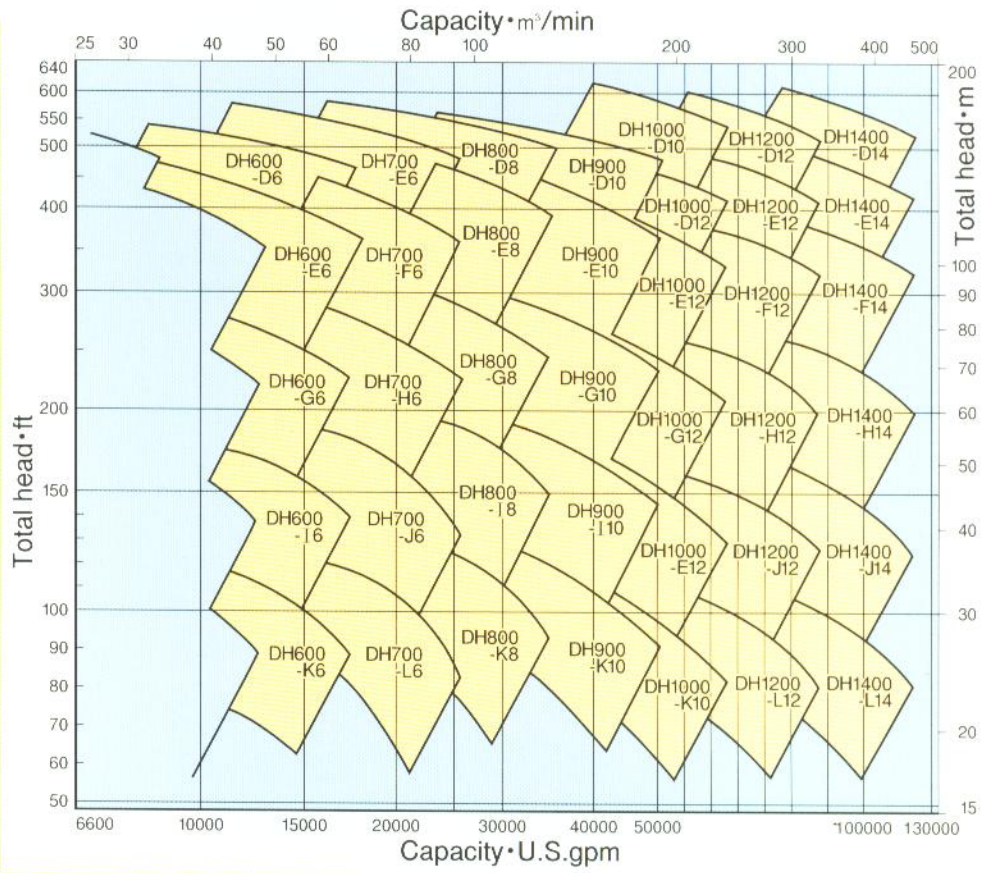 Capacity･m³/min
25 30 40 50 60 80 100 200 300 400 500
640
600
550
500
400
300
200
150
100
90
80
70
60
50
Total head･ft
200
100
90
80
70
60
50
40
30
20
15
Total head･m
DH600
-D6
DH700
-E6
DH800
-D8
DH900
-D10
DH1000
-D10
DH1200
-D12
DH1400
-D14
DH1000
-D12
DH1200
-E12
DH1400
-E14
DH600
-E6
DH700
-F6
DH800
-E8
DH900
-E10
DH1000
-E12
DH1200
-F12
DH1400
-F14
DH600
-G6
DH700
-H6
DH800
-G8
DH900
-G10
DH1000
-G12
DH1200
-H12
DH1400
-H14
DH600
-I6
DH700
-J6
DH800
-I8
DH900
-I10
DH1000
-E12
DH1200
-J12
DH1400
-J14
DH600
-K6
DH700
-L6
DH800
-K8
DH900
-K10
DH1000
-K10
DH1200
-L12
DH1400
-L14
6600 10000 15000 20000 30000 40000 50000 100000 130000
Capacity･U.S.gpm